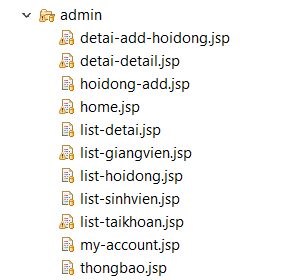 admin
detai-add-hoidong.jsp
detai-detail.jsp
hoidong-add.jsp
home.jsp
list-detai.jsp
list-giangvien.jsp
list-hoidong.jsp
list-sinhvien.jsp
list-taikhoan.jsp
my-account.jsp
thongbao.jsp